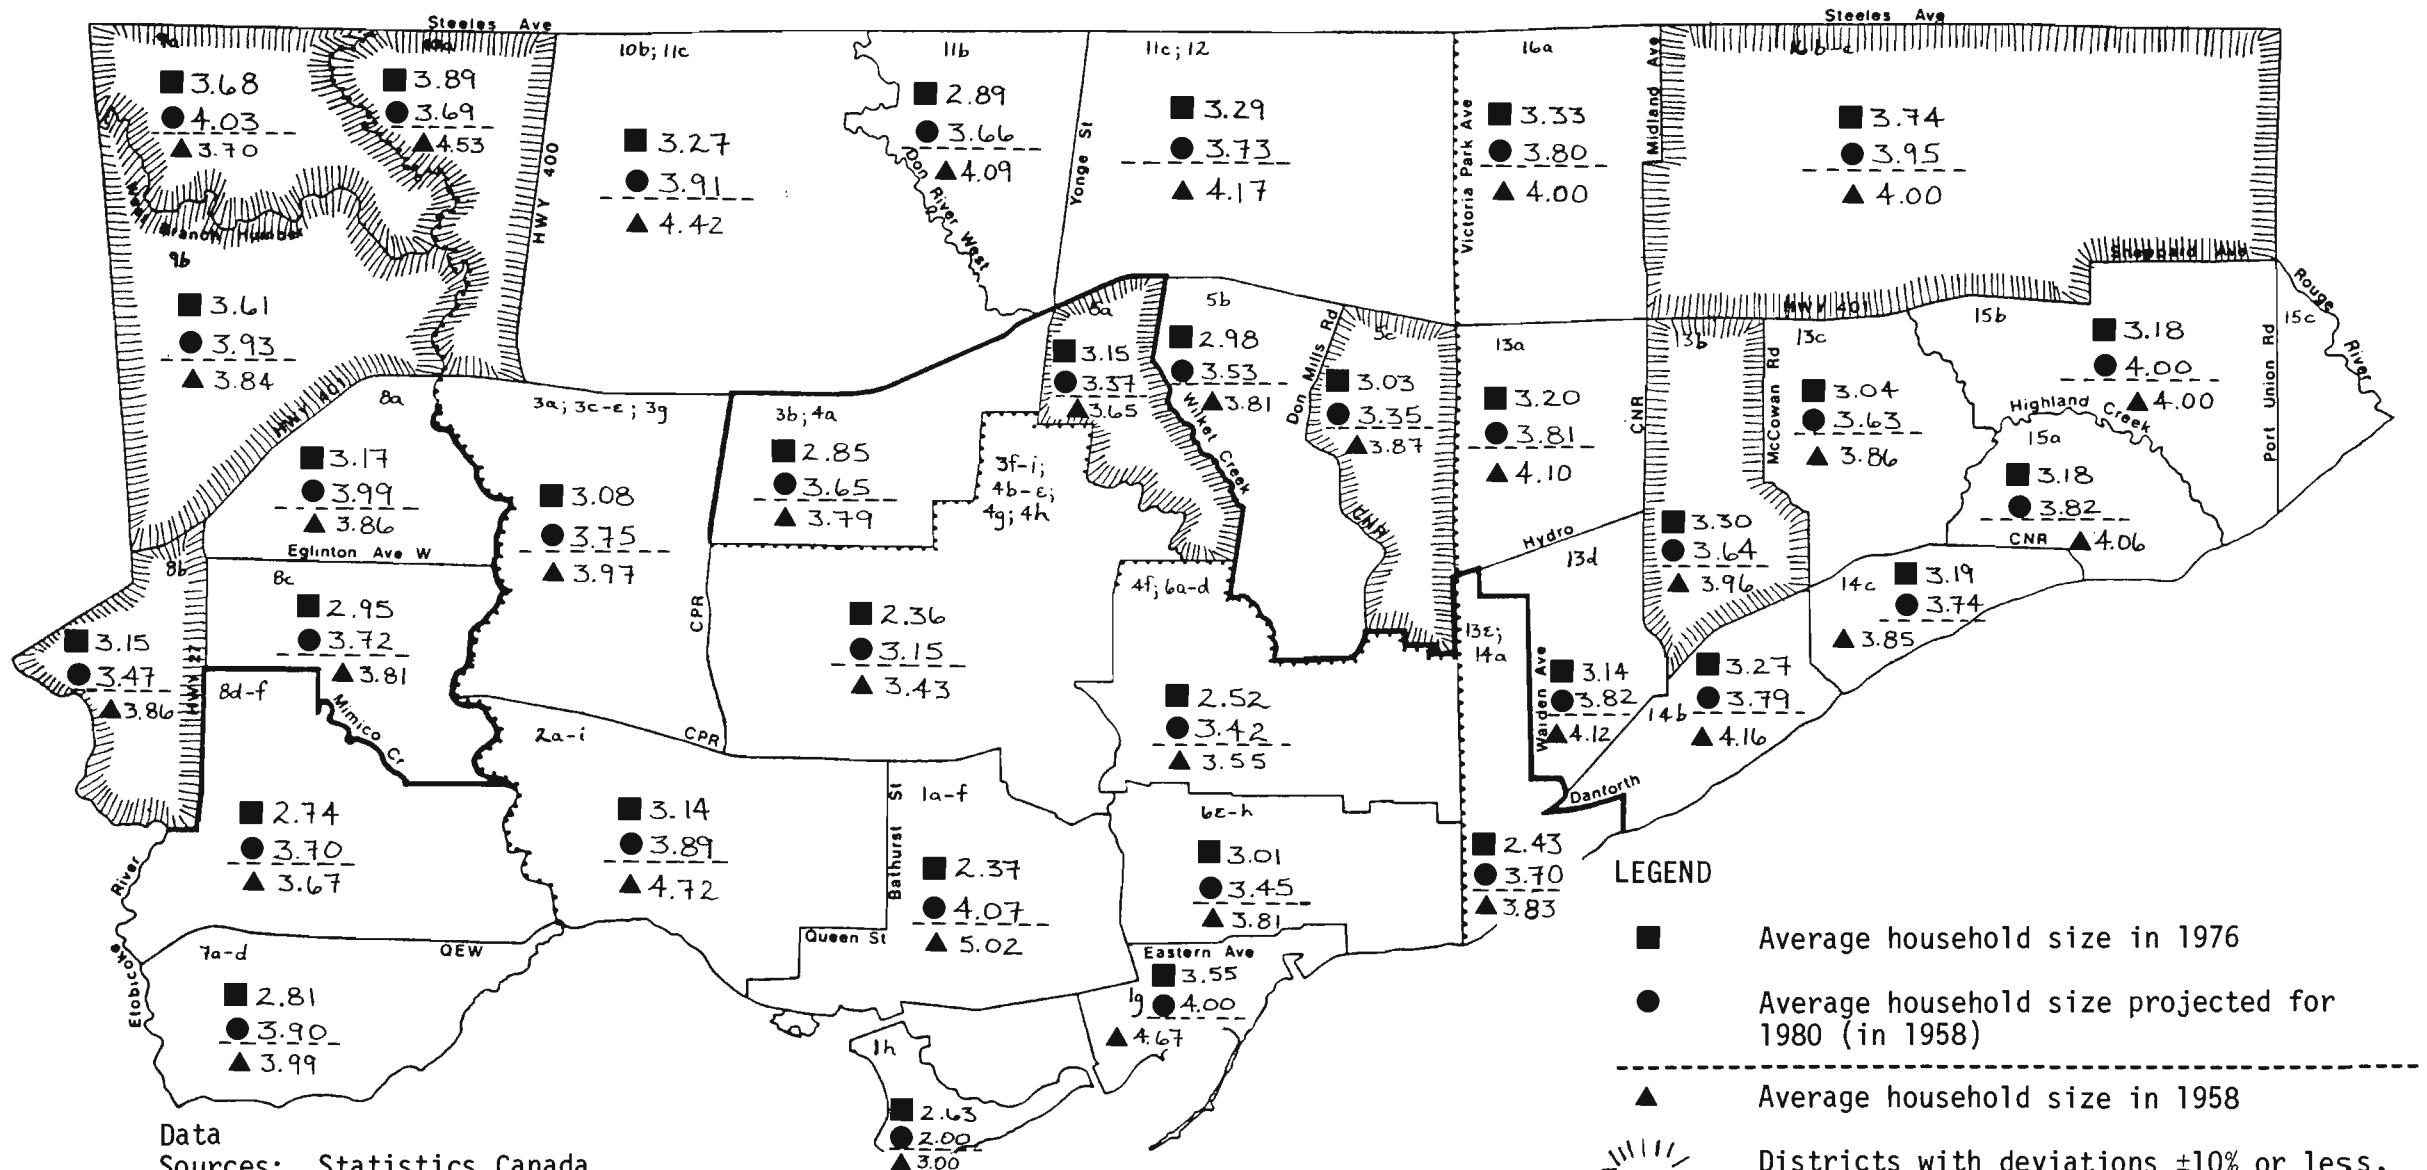 Steeles Ave
Steeles Ave
9a
■ 3.68
● 4.03
▲ 3.70
10a
■ 3.89
● 3.69
▲ 4.53
HWY 400
10b; 11c
■ 3.27
● 3.91
▲ 4.42
11b
■ 2.89
● 3.66
▲ 4.09
Don River West
Yonge St
11c; 12
■ 3.29
● 3.73
▲ 4.17
Victoria Park Ave
16a
■ 3.33
● 3.80
▲ 4.00
Midland Ave
16b-c
■ 3.74
● 3.95
▲ 4.00
Sheppard Ave
HWY 401
West Branch Humber
9b
■ 3.61
● 3.93
▲ 3.84
HWY 401
8a
■ 3.17
● 3.99
▲ 3.86
Eglinton Ave W
3a; 3c-e; 3g
■ 3.08
● 3.75
▲ 3.97
3b; 4a
■ 2.85
● 3.65
▲ 3.79
3f-i;
4b-e;
4g; 4h
■ 2.36
● 3.15
▲ 3.43
CPR
CPR
5a
■ 3.15
● 3.37
▲ 3.65
Wilket Creek
5b
■ 2.98
● 3.53
▲ 3.81
Don Mills Rd
5c
■ 3.03
● 3.35
▲ 3.87
CNR
13a
■ 3.20
● 3.81
▲ 4.10
Hydro
CNR
13b
■ 3.30
● 3.64
▲ 3.96
McCowan Rd
13c
■ 3.04
● 3.63
▲ 3.86
15b
■ 3.18
● 4.00
▲ 4.00
Highland Creek
15a
■ 3.18
● 3.82
▲ 4.06
CNR
Port Union Rd
15c
Rouge River
8b
■ 3.15
● 3.47
▲ 3.86
HWY 27
8c
■ 2.95
● 3.72
▲ 3.81
8d-f
Mimico Cr
■ 2.74
● 3.70
▲ 3.67
2a-i
■ 3.14
● 3.89
▲ 4.72
Bathurst St
Queen St
1a-f
■ 2.37
● 4.07
▲ 5.02
4f; 6a-d
■ 2.52
● 3.42
▲ 3.55
6e-h
■ 3.01
● 3.45
▲ 3.81
Eastern Ave
1g
■ 3.55
● 4.00
▲ 4.67
13e;
14a
■ 2.43
● 3.70
▲ 3.83
Warden Ave
13d
■ 3.14
● 3.82
▲ 4.12
14b
■ 3.27
● 3.79
▲ 4.16
Danforth
14c
■ 3.19
● 3.74
▲ 3.85
Etobicoke River
QEW
7a-d
■ 2.81
● 3.90
▲ 3.99
1h
■ 2.63
● 2.00
▲ 3.00
LEGEND
■ Average household size in 1976
● Average household size projected for
1980 (in 1958)
▲ Average household size in 1958
Districts with deviations ±10% or less.
Data
Sources: Statistics Canada